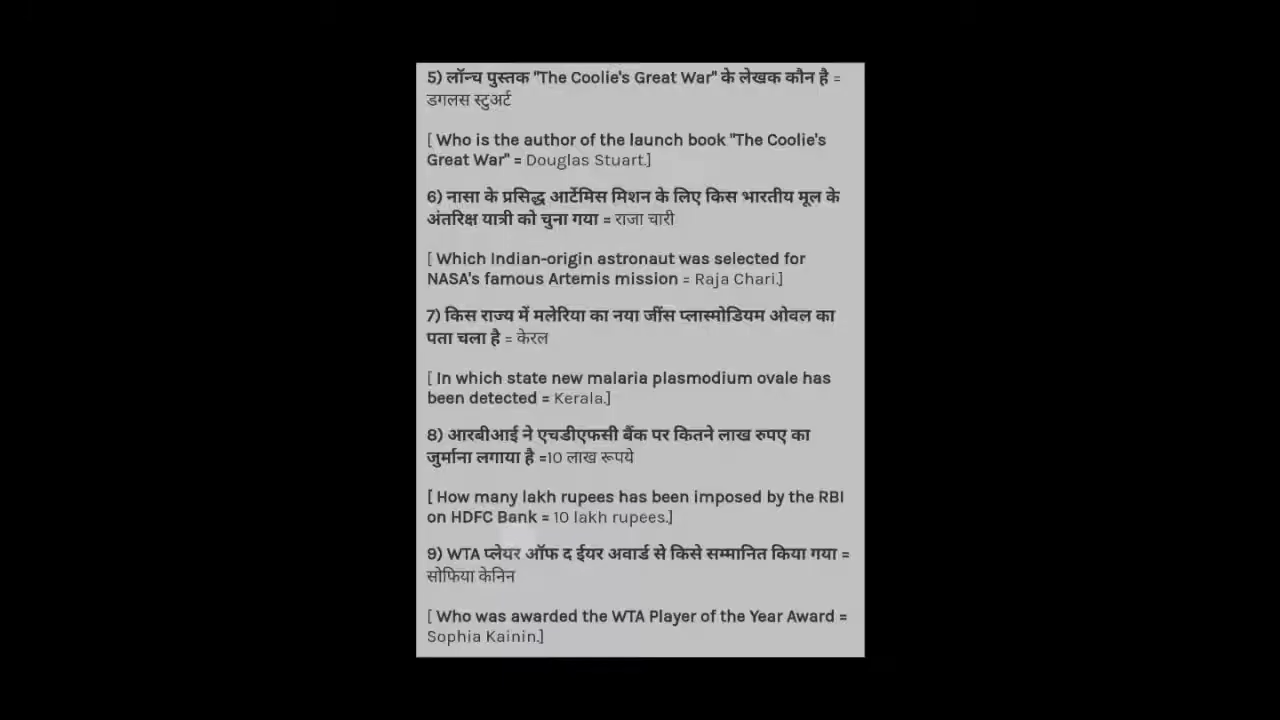 5) लॉन्च पुस्तक "The Coolie's Great War" के लेखक कौन है =
डगलस स्टुअर्ट
[ Who is the author of the launch book "The Coolie's
Great War" = Douglas Stuart.]
6) नासा के प्रसिद्ध आर्टेमिस मिशन के लिए किस भारतीय मूल के
अंतरिक्ष यात्री को चुना गया = राजा चारी
[ Which Indian-origin astronaut was selected for
NASA's famous Artemis mission = Raja Chari.]
7) किस राज्य में मलेरिया का नया जींस प्लास्मोडियम ओवल का
पता चला है = केरल
[ In which state new malaria plasmodium ovale has
been detected = Kerala.]
8) आरबीआई ने एचडीएफसी बैंक पर कितने लाख रुपए का
जुर्माना लगाया है =10 लाख रूपये
[ How many lakh rupees has been imposed by the RBI
on HDFC Bank = 10 lakh rupees.]
9) WTA प्लेयर ऑफ द ईयर अवार्ड से किसे सम्मानित किया गया =
सोफिया केनिन
[ Who was awarded the WTA Player of the Year Award =
Sophia Kainin.]